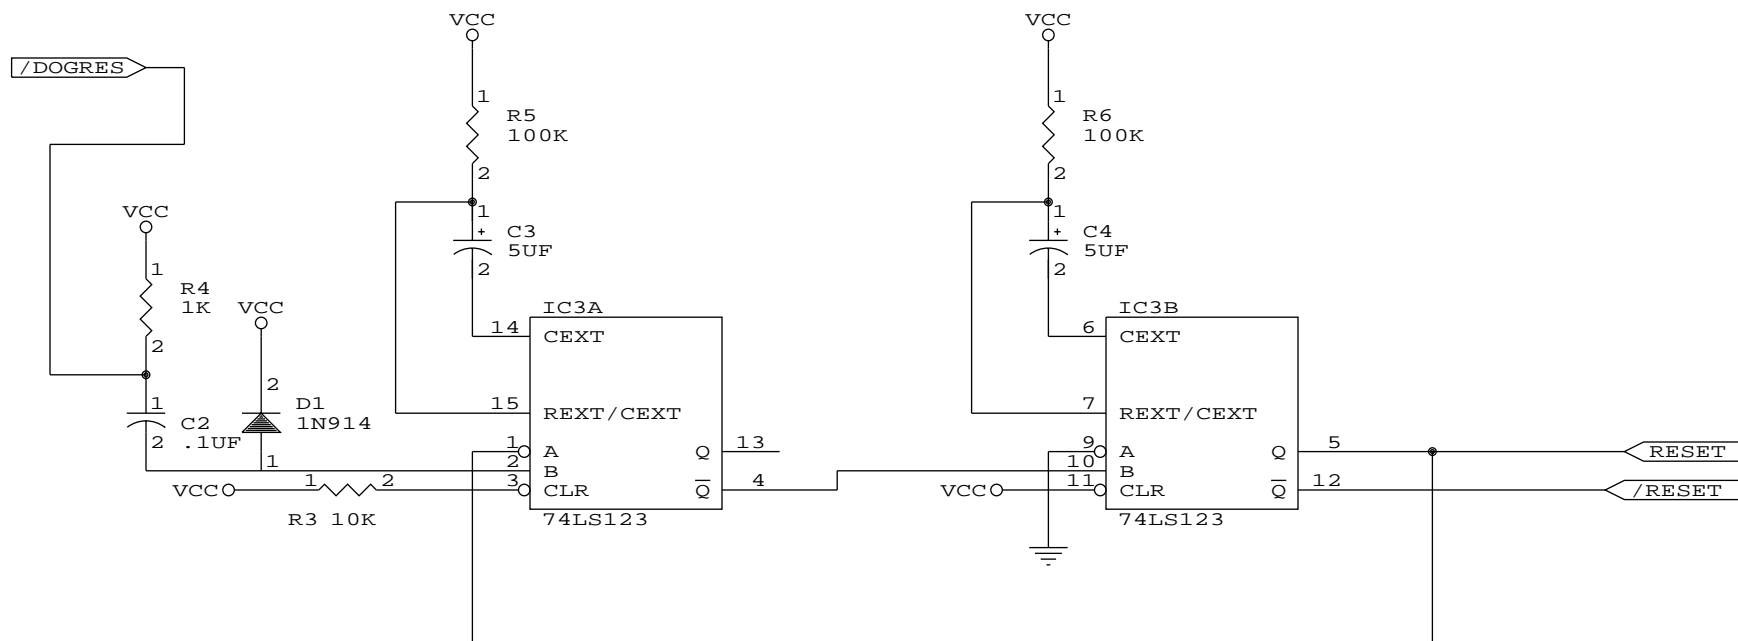 VCC
VCC
/DOGRES
1
1
R5
100K
R6
100K
2
2
VCC
1
1
+
C3
5UF
+
C4
5UF
2
2
1
R4
1K
2
VCC
IC3A
IC3B
14
CEXT
6
CEXT
2
1
C2
.1UF
2
D1
1N914
1
15
REXT/CEXT
7
REXT/CEXT
1
A
Q
13
9
A
Q
5
RESET
2
B
10
B
VCC
1
2
3
CLR
Q
4
VCC
11
CLR
Q
12
/RESET
R3 10K
74LS123
74LS123